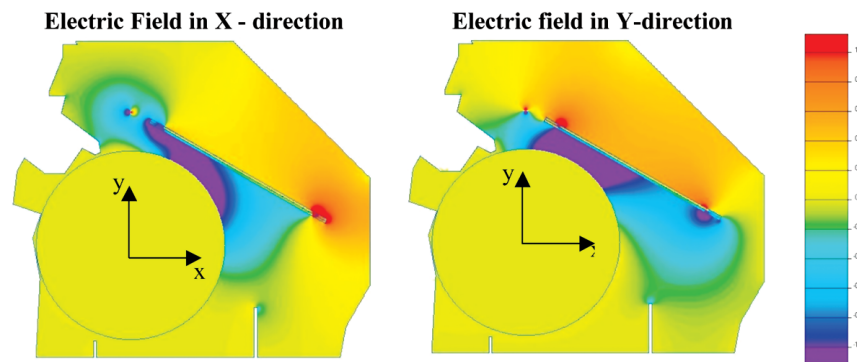 Electric Field in X - direction
Electric field in Y-direction
y
x
y